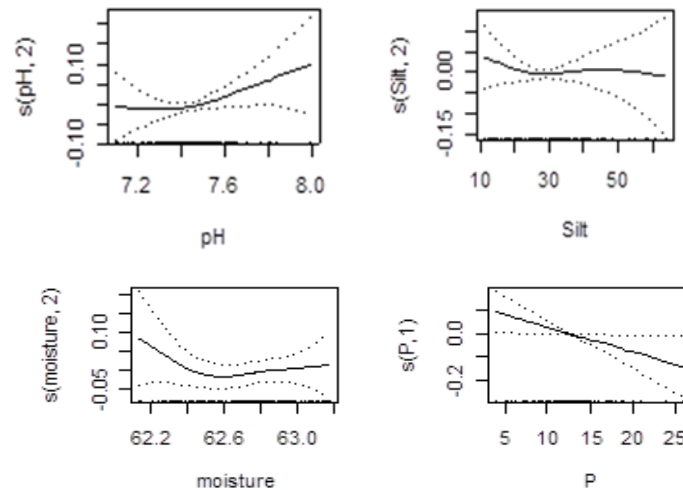 s(pH, 2)
0.10
-0.10
7.2 7.6 8.0
pH
s(Silt, 2)
0.00
-0.15
10 30 50
Silt
s(moisture, 2)
0.10
-0.05
62.2 62.6 63.0
moisture
s(P,1)
0.0
-0.2
5 10 15 20 25
P